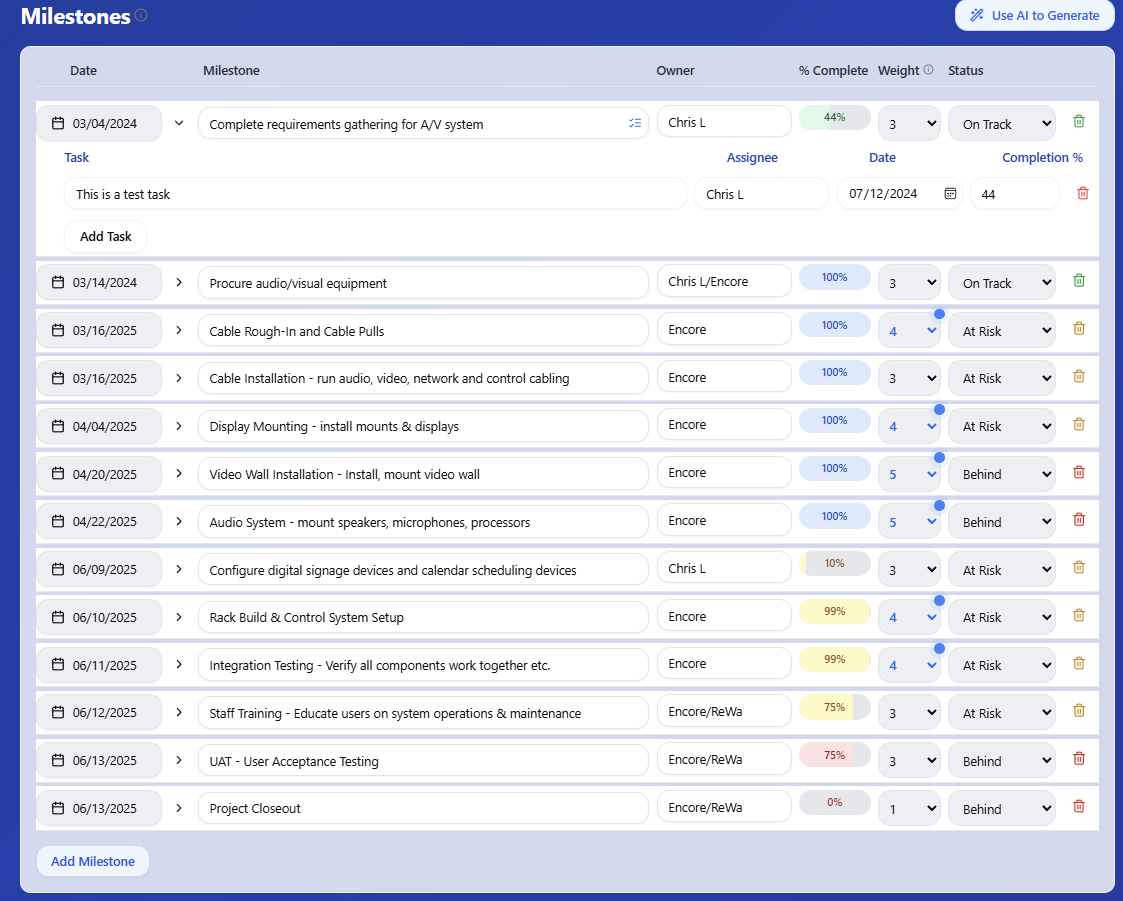 Milestones
Use AI to Generate
Date Milestone Owner % Complete Weight Status
03/04/2024 Complete requirements gathering for A/V system Chris L 44% 3 On Track
Task Assignee Date Completion %
This is a test task Chris L 07/12/2024 44
Add Task
03/14/2024 Procure audio/visual equipment Chris L/Encore 100% 3 On Track
03/16/2025 Cable Rough-In and Cable Pulls Encore 100% 4 At Risk
03/16/2025 Cable Installation - run audio, video, network and control cabling Encore 100% 3 At Risk
04/04/2025 Display Mounting - install mounts & displays Encore 100% 4 At Risk
04/20/2025 Video Wall Installation - Install, mount video wall Encore 100% 5 Behind
04/22/2025 Audio System - mount speakers, microphones, processors Encore 100% 5 Behind
06/09/2025 Configure digital signage devices and calendar scheduling devices Chris L 10% 3 At Risk
06/10/2025 Rack Build & Control System Setup Encore 99% 4 At Risk
06/11/2025 Integration Testing - Verify all components work together etc. Encore 99% 4 At Risk
06/12/2025 Staff Training - Educate users on system operations & maintenance Encore/ReWa 75% 3 At Risk
06/13/2025 UAT - User Acceptance Testing Encore/ReWa 75% 3 Behind
06/13/2025 Project Closeout Encore/ReWa 0% 1 Behind
Add Milestone